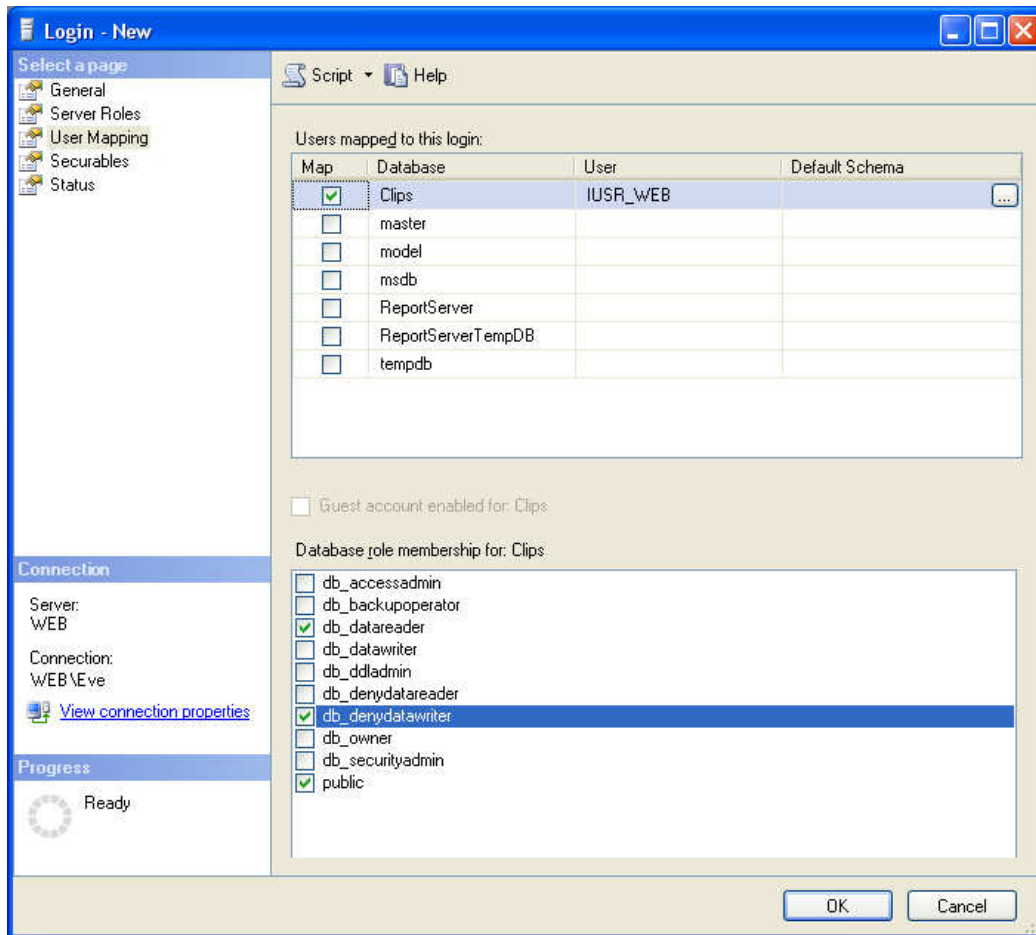 Login - New
Select a page
General
Server Roles
User Mapping
Securables
Status
Script Help
Users mapped to this login:
Map Database User Default Schema
Clips IUSR_WEB ...
master
model
msdb
ReportServer
ReportServerTempDB
tempdb
Guest account enabled for: Clips
Database role membership for: Clips
db_accessadmin
db_backupoperator
db_datareader
db_datawriter
db_ddladmin
db_denydatareader
db_denydatawriter
db_owner
db_securityadmin
public
Connection
Server:
WEB
Connection:
WEB\Eve
View connection properties
Progress
Ready
OK Cancel